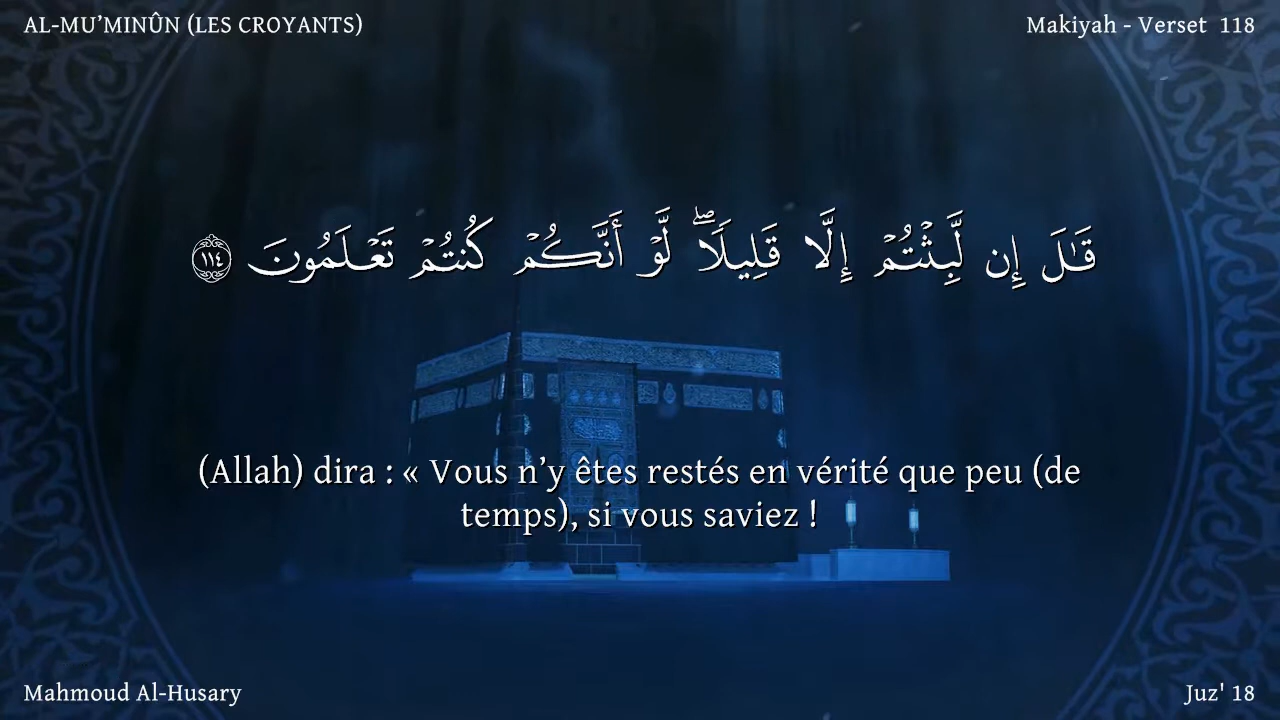 AL-MU’MINÛN (LES CROYANTS)
Makiyah - Verset 118
قَٰلَ إِن لَّبِثْتُمْ إِلَّا قَلِيلًاۖ لَّوْ أَنَّكُمْ كُنتُمْ تَعْلَمُونَ ١١٤
(Allah) dira : « Vous n’y êtes restés en vérité que peu (de
temps), si vous saviez !
Mahmoud Al-Husary
Juz' 18